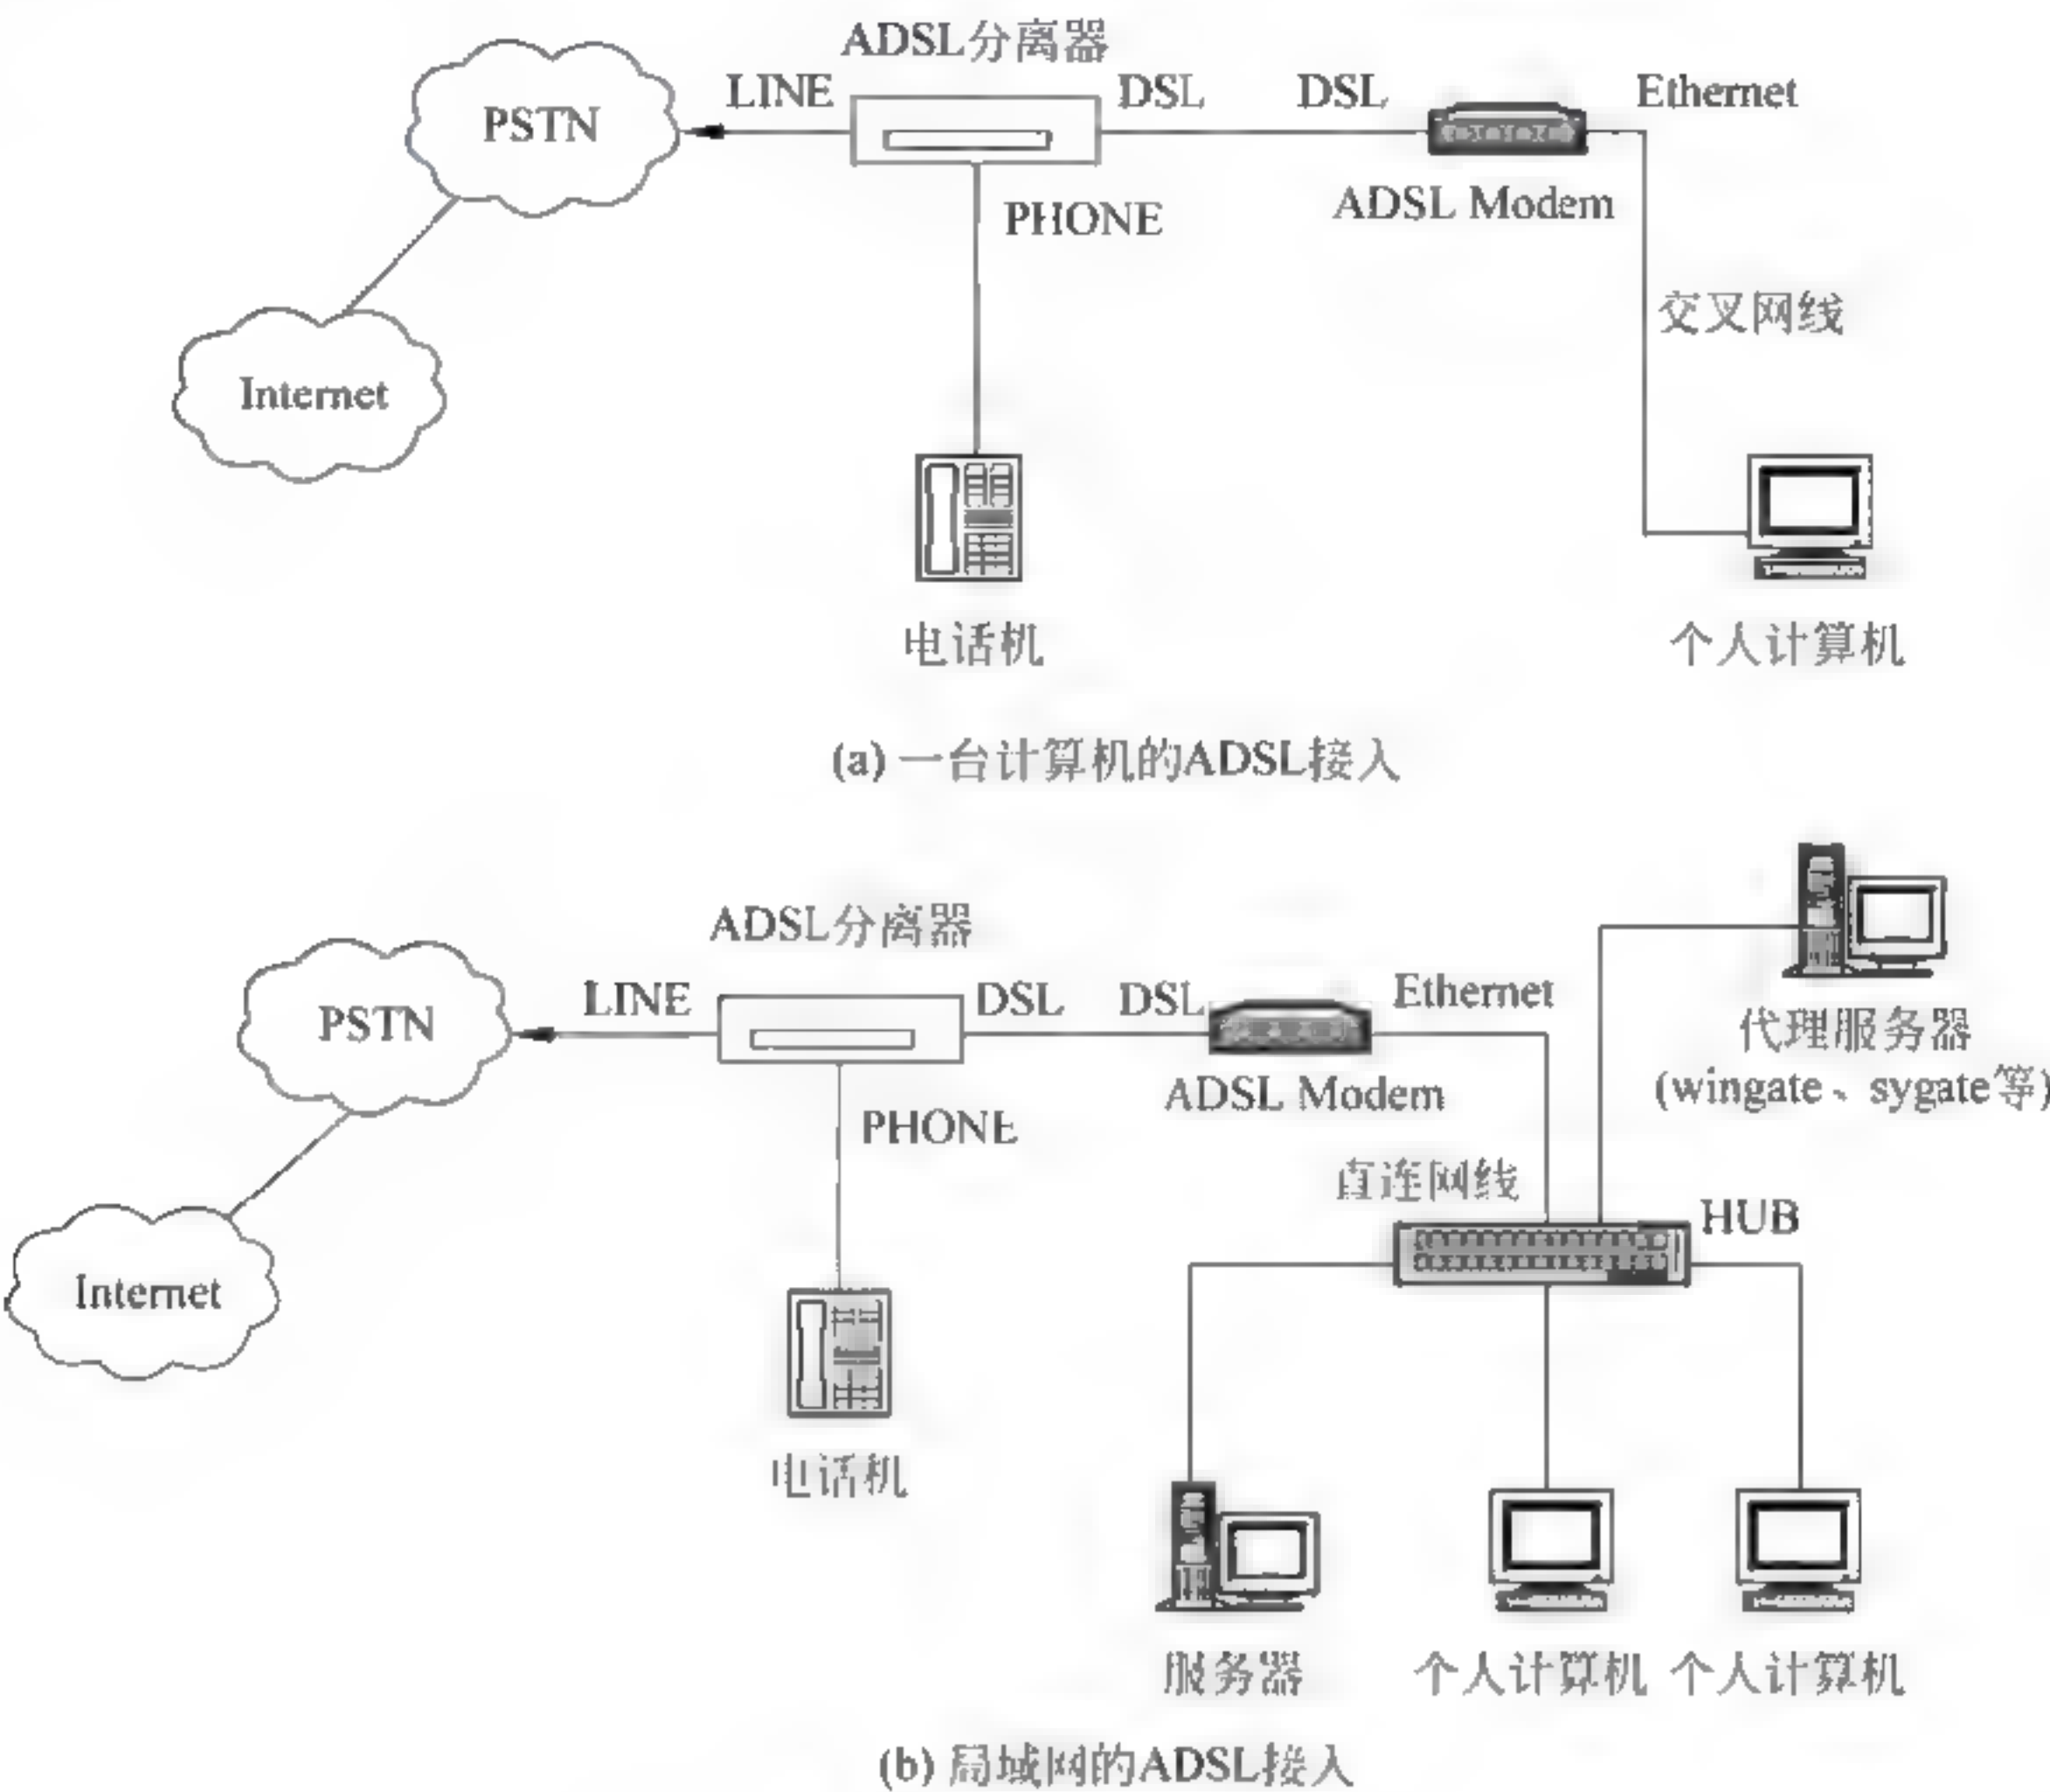 ADSL分离器
LINE
DSL
DSL
Ethernet
PSTN
ADSL Modem
PHONE
交叉网线
Internet
电话机
个人计算机
(a) 一台计算机的ADSL接入
ADSL分离器
LINE
DSL
DSL
Ethernet
PSTN
代理服务器
(wingate、sygate等)
ADSL Modem
PHONE
直连网线
HUB
Internet
电话机
服务器
个人计算机
个人计算机
(b) 局域网的ADSL接入